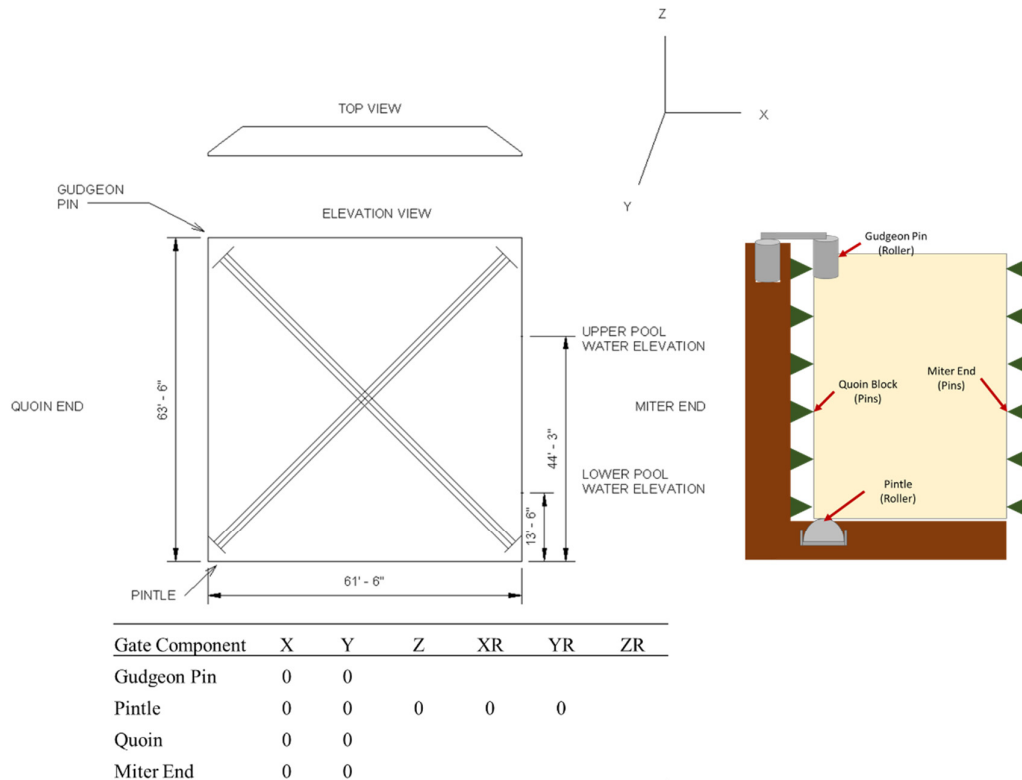 Z
TOP VIEW
X
GUDGEON
PIN
ELEVATION VIEW
Y
Gudgeon Pin
(Roller)
UPPER POOL
WATER ELEVATION
QUOIN END
63' - 6"
MITER END
44' - 3"
Quoin Block
(Pins)
Miter End
(Pins)
LOWER POOL
WATER ELEVATION
13' - 6"
Pintle
(Roller)
61' - 6"
PINTLE
Gate Component X Y Z XR YR ZR
Gudgeon Pin 0 0
Pintle 0 0 0 0 0
Quoin 0 0
Miter End 0 0